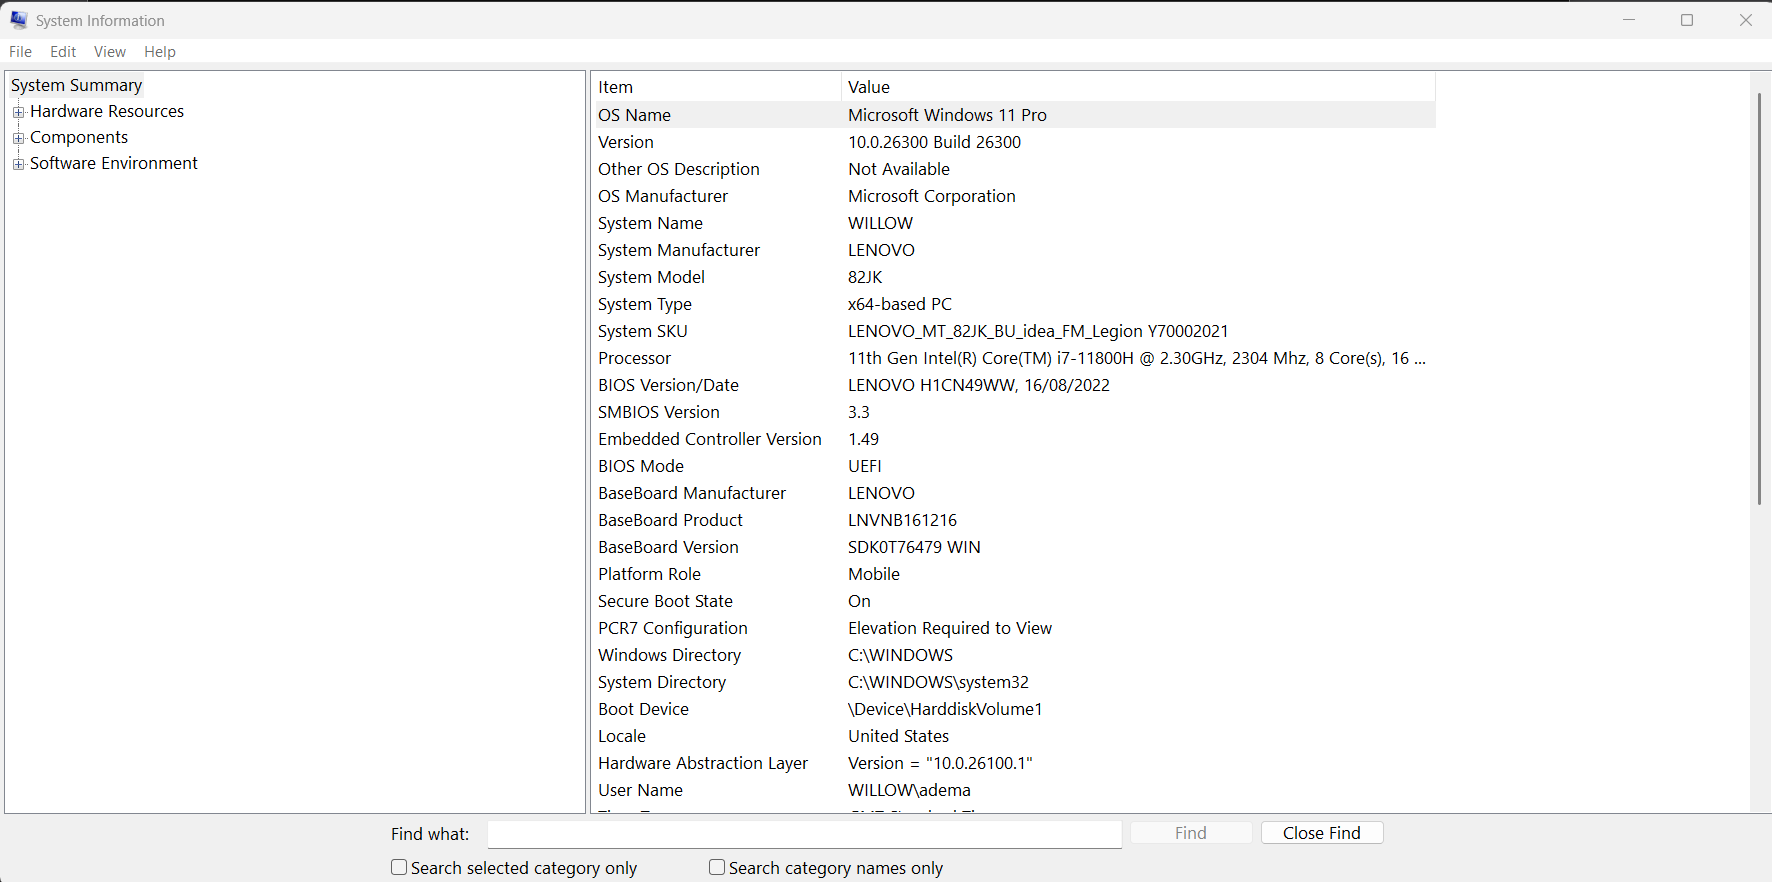 System Information
File Edit View Help
System Summary
Hardware Resources
Components
Software Environment
Item Value
OS Name Microsoft Windows 11 Pro
Version 10.0.26300 Build 26300
Other OS Description Not Available
OS Manufacturer Microsoft Corporation
System Name WILLOW
System Manufacturer LENOVO
System Model 82JK
System Type x64-based PC
System SKU LENOVO_MT_82JK_BU_idea_FM_Legion Y70002021
Processor 11th Gen Intel(R) Core(TM) i7-11800H @ 2.30GHz, 2304 Mhz, 8 Core(s), 16 ...
BIOS Version/Date LENOVO H1CN49WW, 16/08/2022
SMBIOS Version 3.3
Embedded Controller Version 1.49
BIOS Mode UEFI
BaseBoard Manufacturer LENOVO
BaseBoard Product LNVNB161216
BaseBoard Version SDK0T76479 WIN
Platform Role Mobile
Secure Boot State On
PCR7 Configuration Elevation Required to View
Windows Directory C:\WINDOWS
System Directory C:\WINDOWS\system32
Boot Device \Device\HarddiskVolume1
Locale United States
Hardware Abstraction Layer Version = "10.0.26100.1"
User Name WILLOW\adema
Find what: Find Close Find
Search selected category only Search category names only